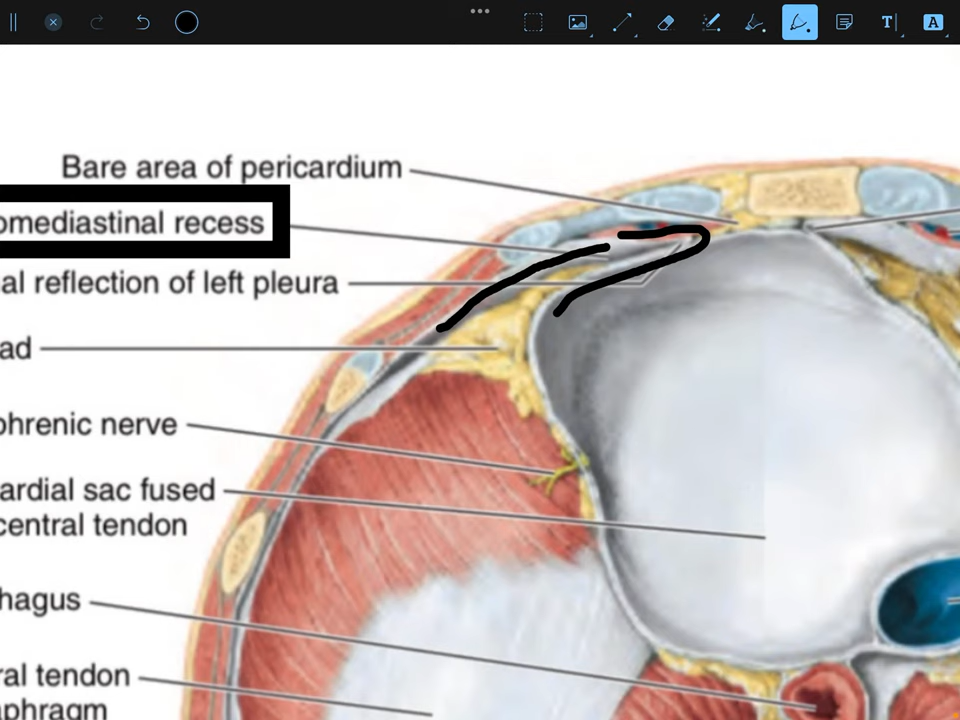 T
A
Bare area of pericardium
omediastinal recess
al reflection of left pleura
ad
phrenic nerve
ardial sac fused
central tendon
hagus
ral tendon
aphragm